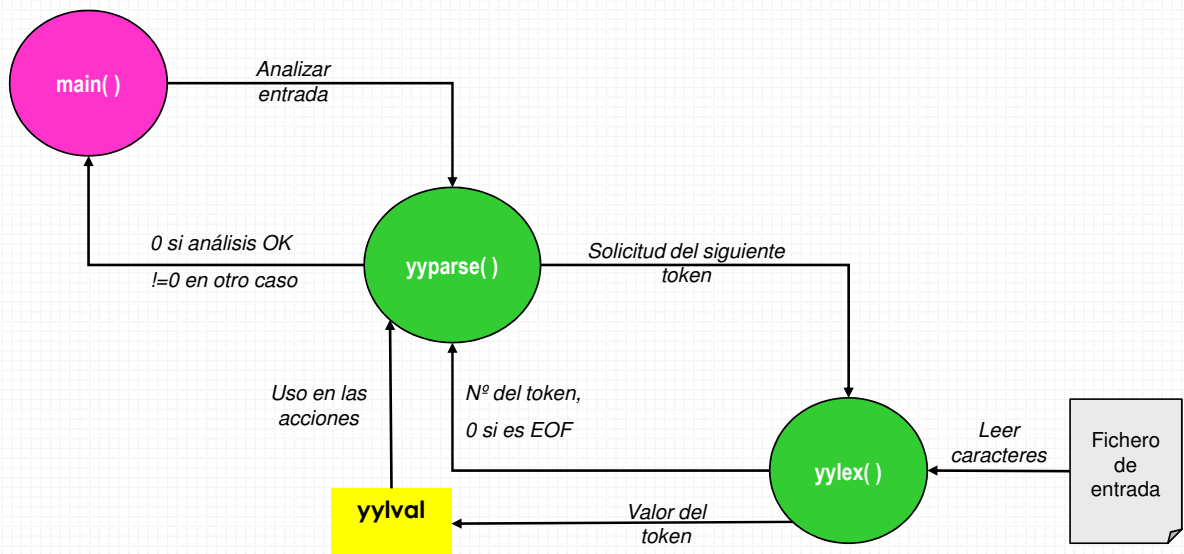 main( )
Analizar
entrada
0 si análisis OK
!=0 en otro caso
yyparse( )
Solicitud del siguiente
token
Uso en las
acciones
Nº del token,
0 si es EOF
yylex( )
Leer
caracteres
Fichero
de
entrada
yylval
Valor del
token